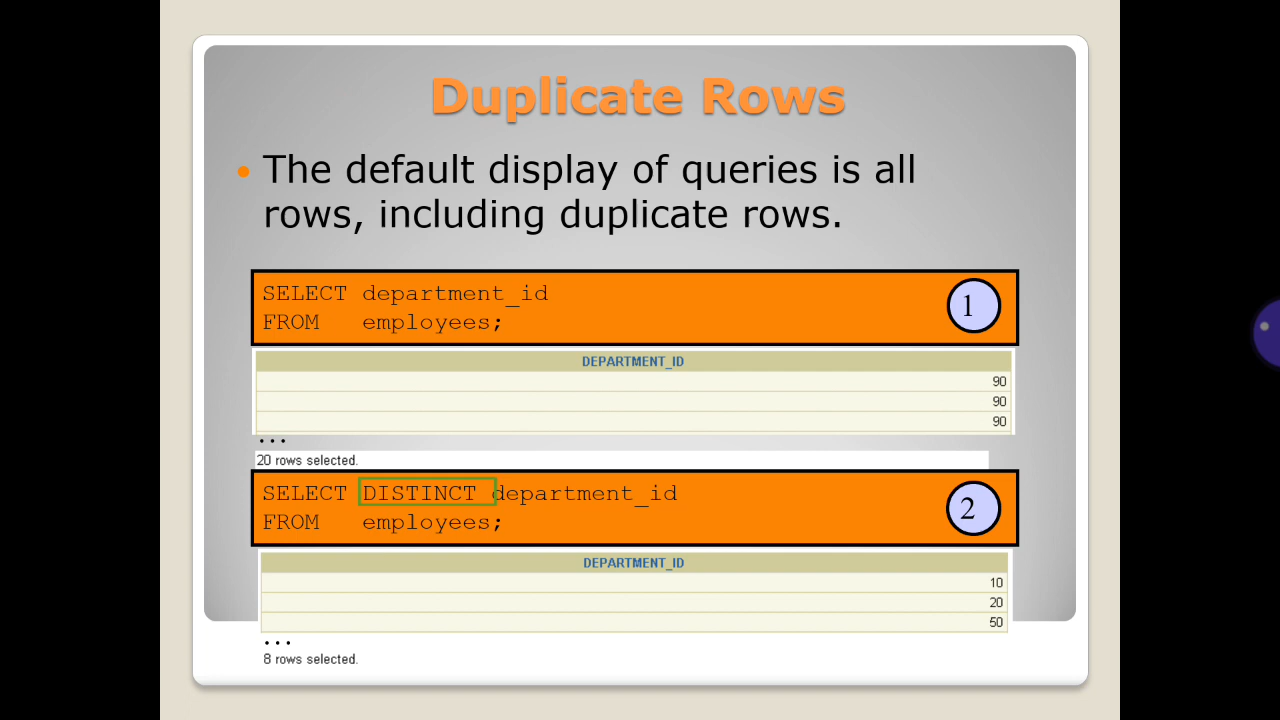 Duplicate Rows
• The default display of queries is all
rows, including duplicate rows.
SELECT department_id
FROM employees;
1
DEPARTMENT_ID
90
90
90
...
20 rows selected.
SELECT DISTINCT department_id
FROM employees;
2
DEPARTMENT_ID
10
20
50
...
8 rows selected.